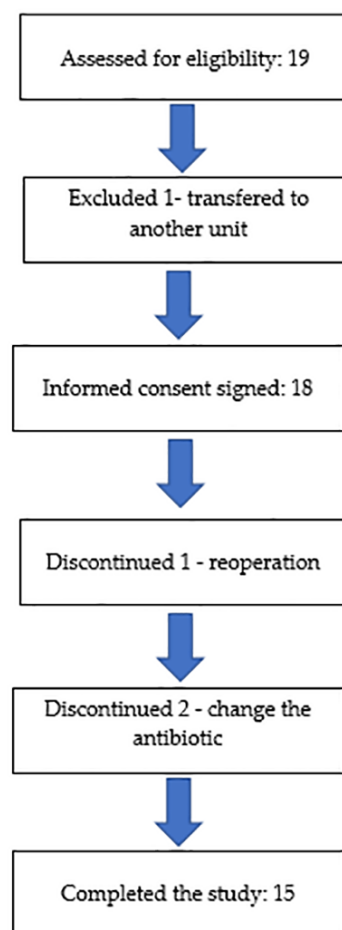 Assessed for eligibility: 19
Excluded 1- transfered to
another unit
Informed consent signed: 18
Discontinued 1 - reoperation
Discontinued 2 - change the
antibiotic
Completed the study: 15